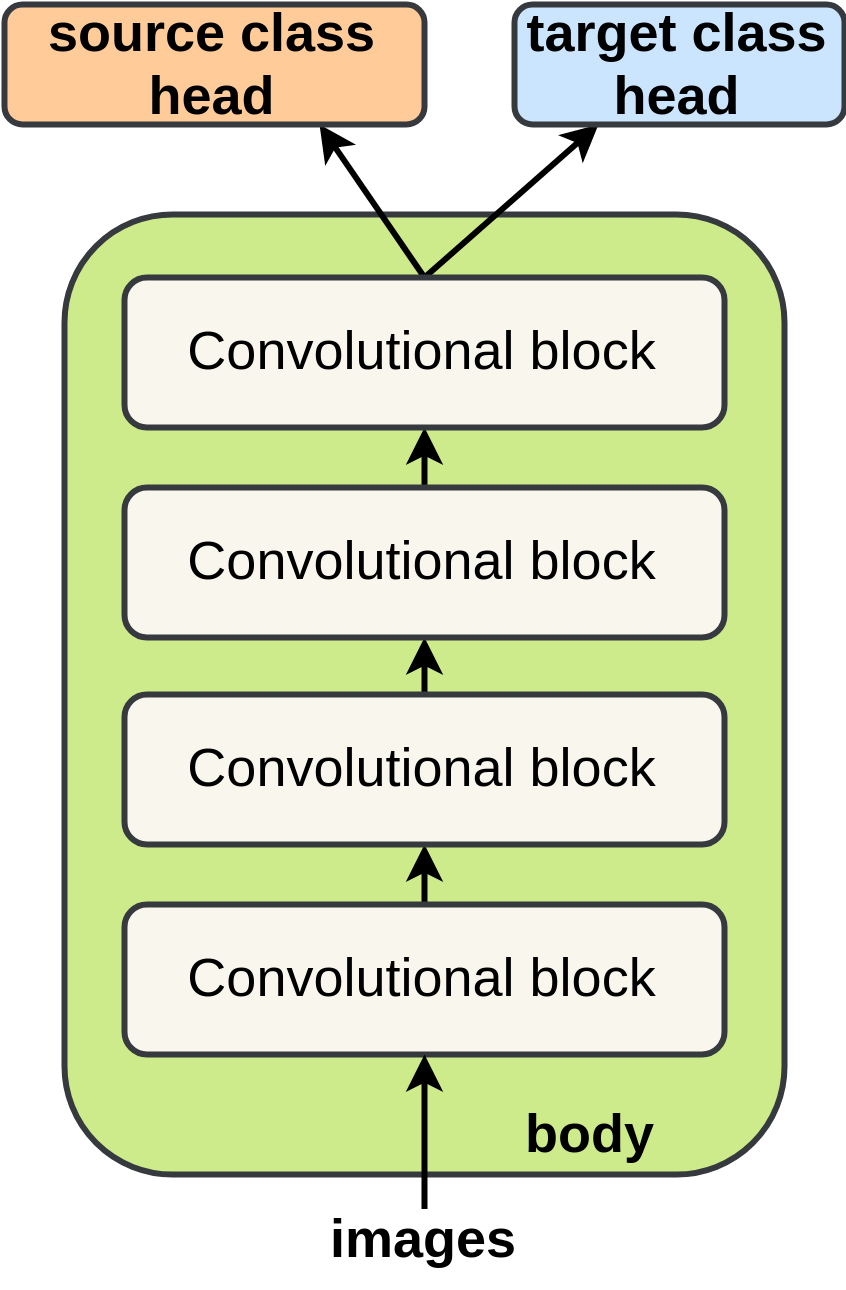 source class
head
target class
head
Convolutional block
Convolutional block
Convolutional block
Convolutional block
body
images